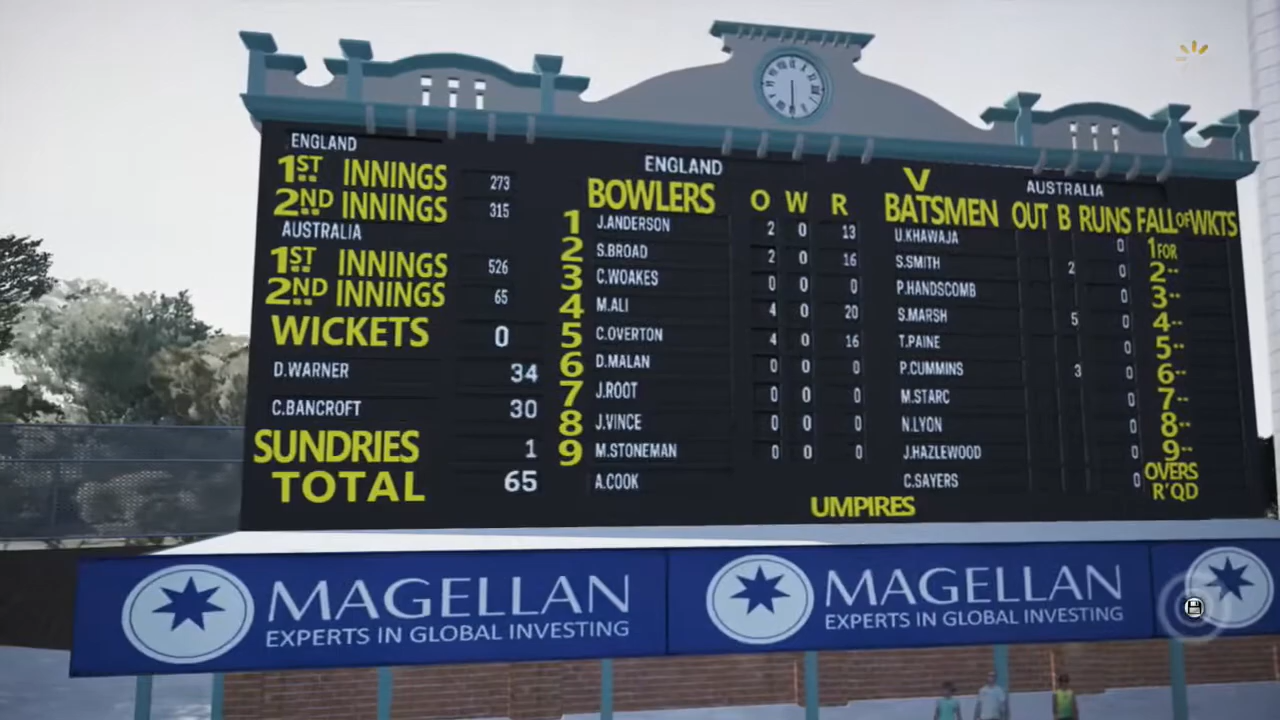 ENGLAND
1ST INNINGS 273
2ND INNINGS 315
AUSTRALIA
1ST INNINGS 526
2ND INNINGS 65
WICKETS 0
D.WARNER 34
C.BANCROFT 30
SUNDRIES 1
TOTAL 65
ENGLAND V AUSTRALIA
BOWLERS O W R
1 J.ANDERSON 2 0 13
2 S.BROAD 2 0 16
3 C.WOAKES 0 0 0
4 M.ALI 4 0 20
5 C.OVERTON 4 0 16
6 D.MALAN 0 0 0
7 J.ROOT 0 0 0
8 J.VINCE 0 0 0
9 M.STONEMAN 0 0 0
A.COOK
BATSMEN OUT B RUNS FALL OF WKTS
U.KHAWAJA 0 1 FOR
S.SMITH 2 0 2 "
P.HANDSCOMB 0 3 "
S.MARSH 5 0 4 "
T.PAINE 0 5 "
P.CUMMINS 3 0 6 "
M.STARC 0 7 "
N.LYON 0 8 "
J.HAZLEWOOD 0 9 "
C.SAYERS 0 OVERS R'QD
UMPIRES
MAGELLAN
EXPERTS IN GLOBAL INVESTING
MAGELLAN
EXPERTS IN GLOBAL INVESTING